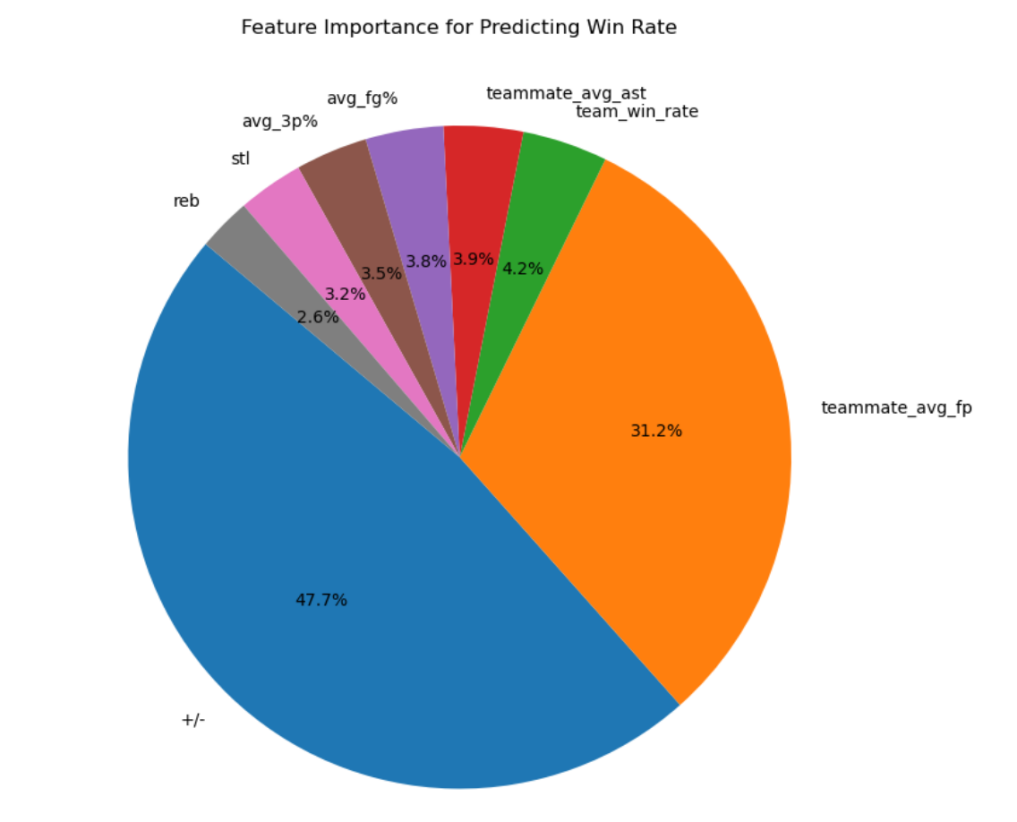 Feature Importance for Predicting Win Rate
teammate_avg_ast
avg_fg%
team_win_rate
avg_3p%
stl
reb
3.9%
3.8%
4.2%
3.5%
3.2%
2.6%
teammate_avg_fp
31.2%
47.7%
+/-